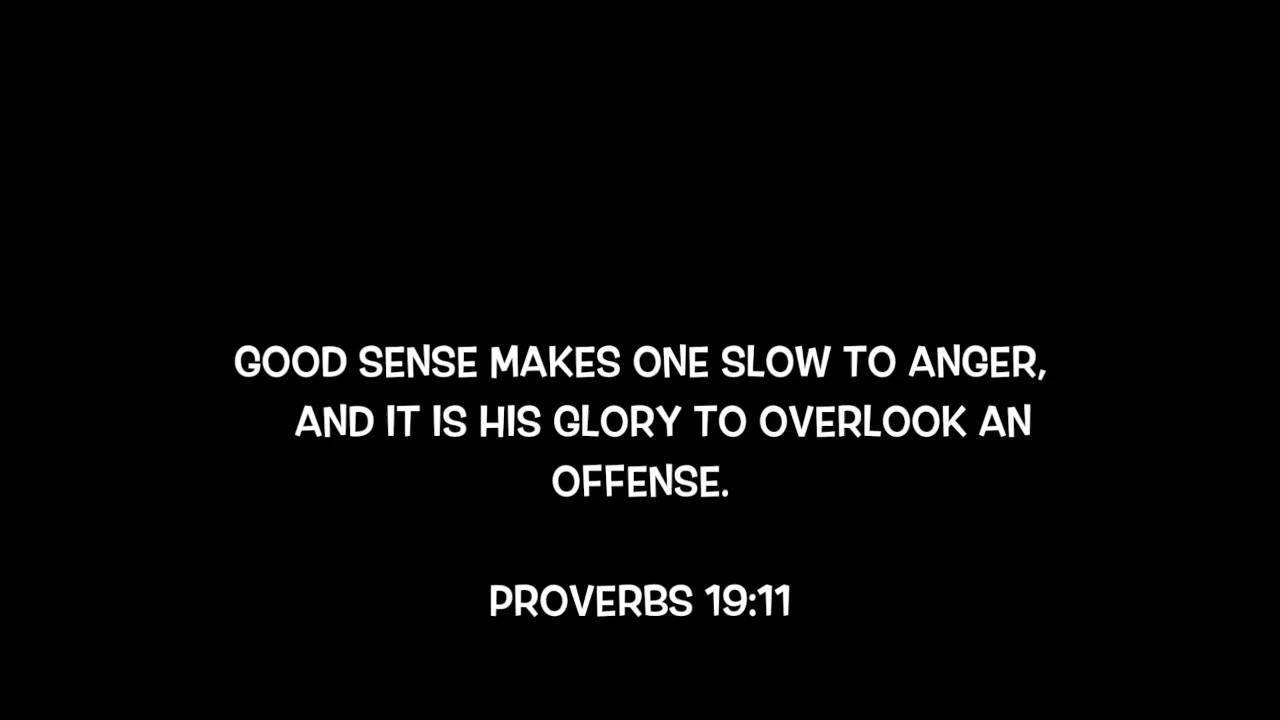 GOOD SENSE MAKES ONE SLOW TO ANGER,
AND IT IS HIS GLORY TO OVERLOOK AN
OFFENSE.
PROVERBS 19:11